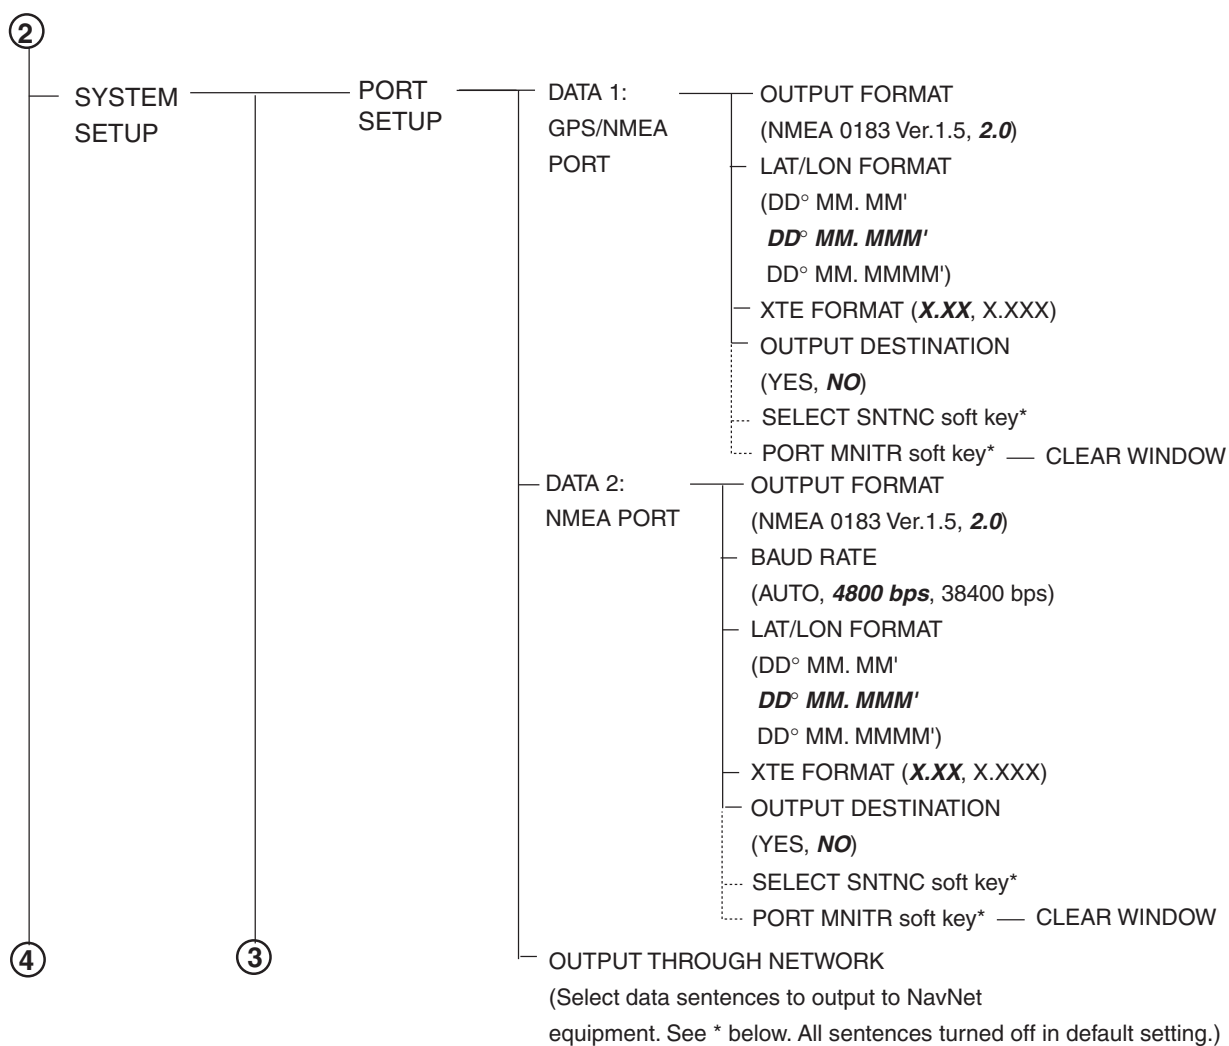 2
SYSTEM
SETUP
PORT
SETUP
DATA 1:
GPS/NMEA
PORT
OUTPUT FORMAT
(NMEA 0183 Ver.1.5, 2.0)
LAT/LON FORMAT
(DD° MM. MM'
DD° MM. MMM'
DD° MM. MMMM')
XTE FORMAT (X.XX, X.XXX)
OUTPUT DESTINATION
(YES, NO)
SELECT SNTNC soft key*
PORT MNITR soft key* — CLEAR WINDOW
DATA 2:
NMEA PORT
OUTPUT FORMAT
(NMEA 0183 Ver.1.5, 2.0)
BAUD RATE
(AUTO, 4800 bps, 38400 bps)
LAT/LON FORMAT
(DD° MM. MM'
DD° MM. MMM'
DD° MM. MMMM')
XTE FORMAT (X.XX, X.XXX)
OUTPUT DESTINATION
(YES, NO)
SELECT SNTNC soft key*
PORT MNITR soft key* — CLEAR WINDOW
4
3
OUTPUT THROUGH NETWORK
(Select data sentences to output to NavNet
equipment. See * below. All sentences turned off in default setting.)